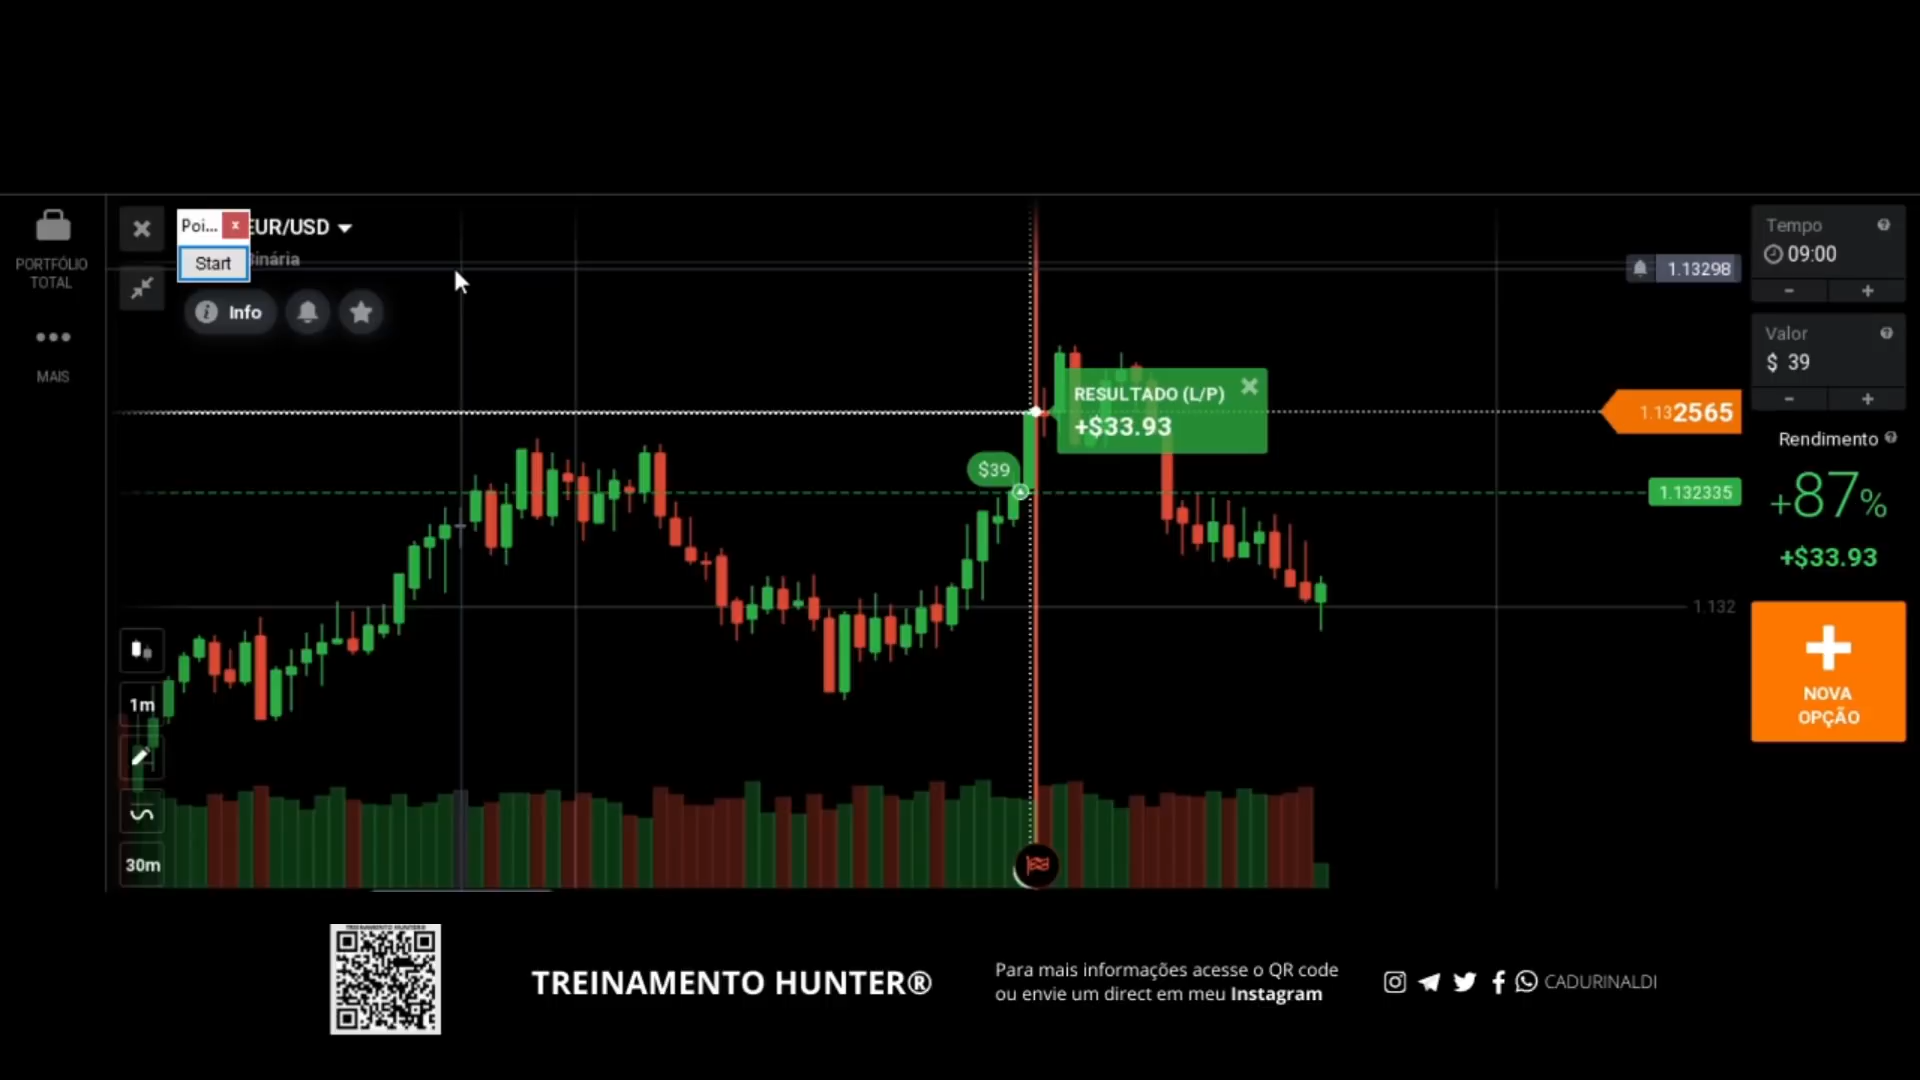 PORTFÓLIO
TOTAL
MAIS
Poi...
x
Start
EUR/USD
Binária
Info
1m
30m
$39
RESULTADO (L/P)
+$33.93
1.13298
1.132565
1.132335
1.132
Tempo
09:00
- +
Valor
$ 39
- +
Rendimento
+87%
+$33.93
NOVA
OPÇÃO
TREINAMENTO HUNTER®
Para mais informações acesse o QR code
ou envie um direct em meu Instagram
CADURINALDI